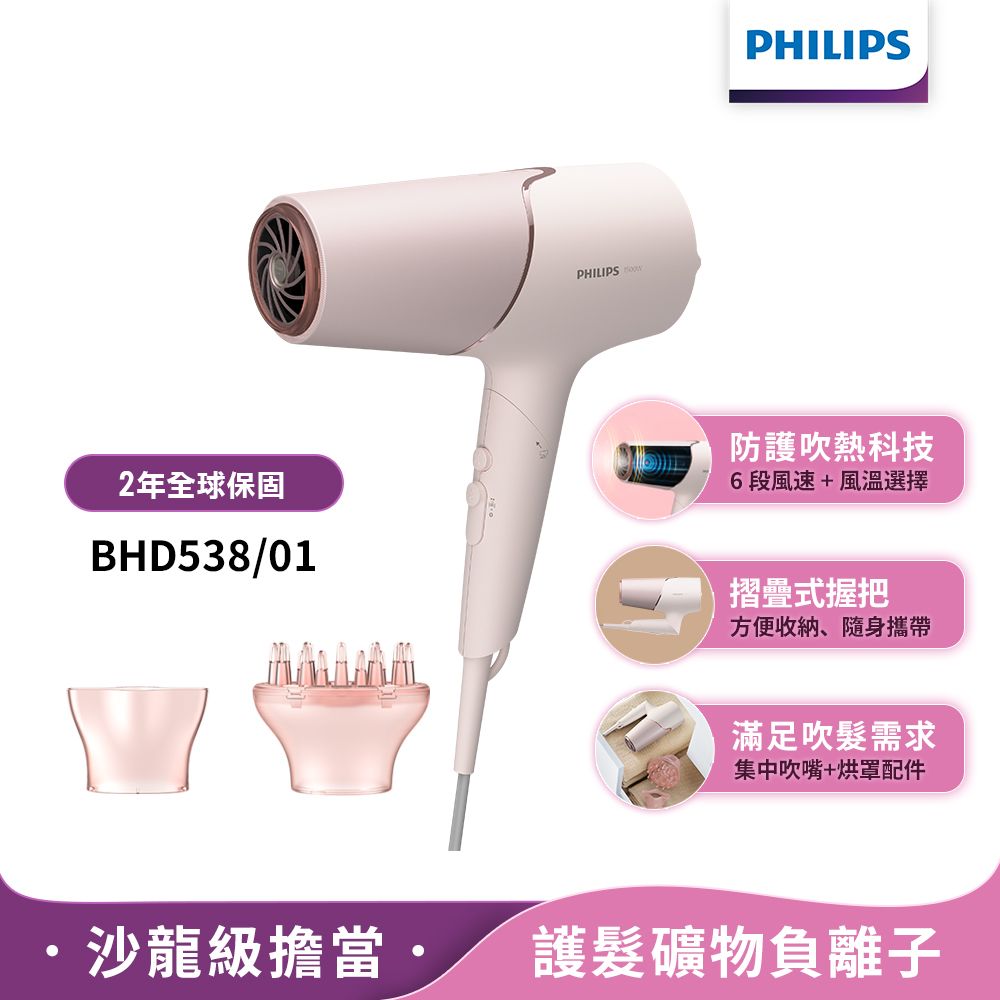 PHILIPS
PHILIPS 1500W
防護吹熱科技
6 段風速 + 風溫選擇
2年全球保固
BHD538/01
摺疊式握把
方便收納、隨身攜帶
滿足吹髮需求
集中吹嘴+烘罩配件
·沙龍級擔當·
護髮礦物負離子